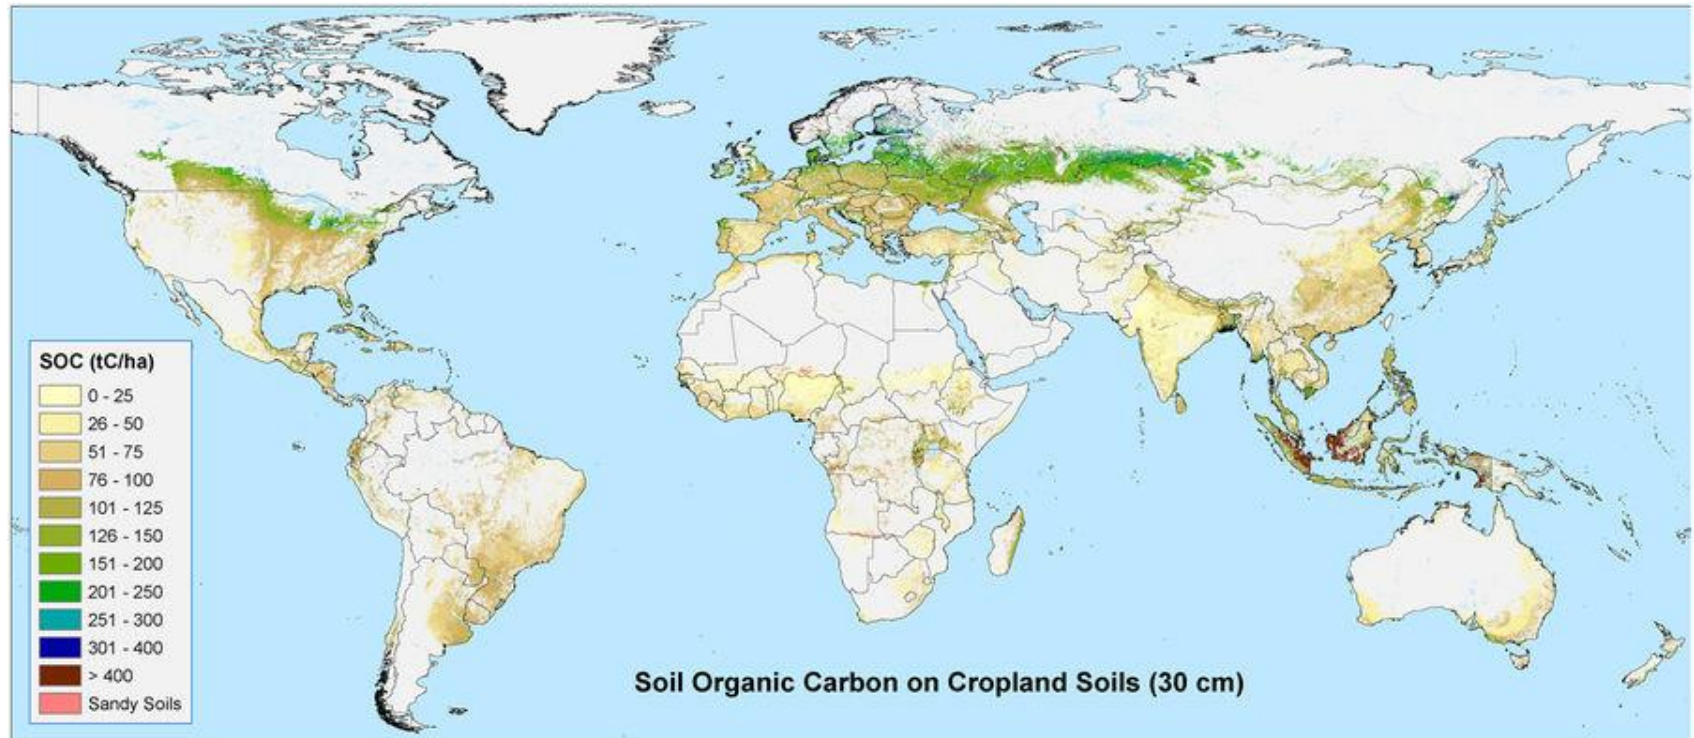 SOC (tC/ha)
0 - 25
26 - 50
51 - 75
76 - 100
101 - 125
126 - 150
151 - 200
201 - 250
251 - 300
301 - 400
> 400
Sandy Soils
Soil Organic Carbon on Cropland Soils (30 cm)